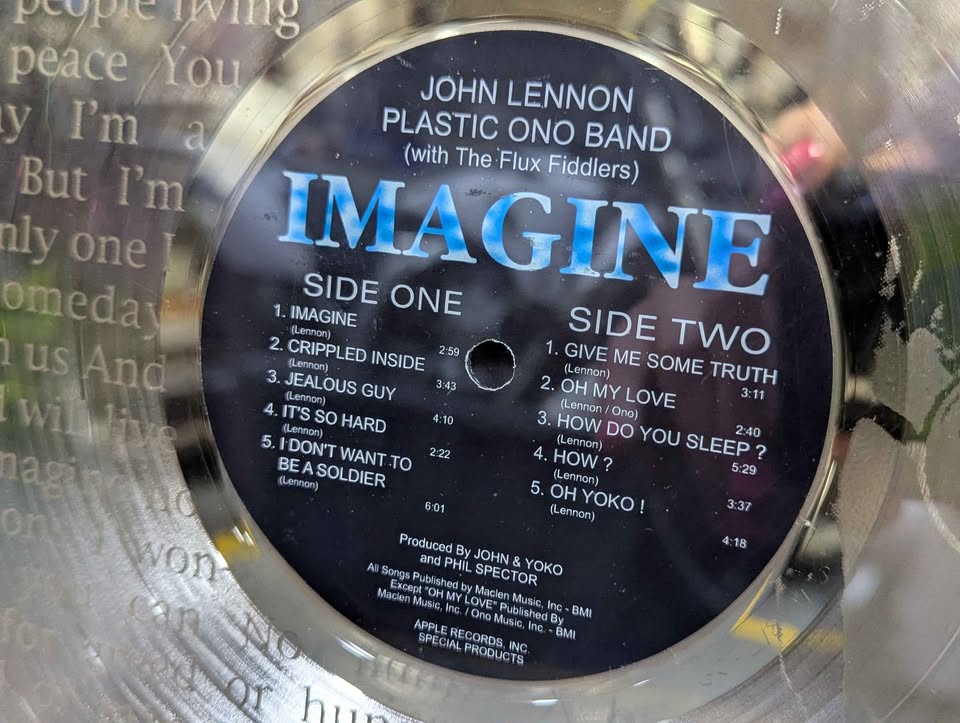 people living
peace You
I'm a
But I'm
only one I
someday
us And
will live
won-
can No
or
JOHN LENNON
PLASTIC ONO BAND
(with The Flux Fiddlers)
IMAGINE
SIDE ONE
1. IMAGINE
(Lennon) 2:59
2. CRIPPLED INSIDE
(Lennon) 3:43
3. JEALOUS GUY
(Lennon) 4:10
4. IT'S SO HARD
(Lennon) 2:22
5. I DON'T WANT TO
BE A SOLDIER
(Lennon)
6:01
SIDE TWO
1. GIVE ME SOME TRUTH
(Lennon) 3:11
2. OH MY LOVE
(Lennon / Ono) 2:40
3. HOW DO YOU SLEEP ?
(Lennon) 5:29
4. HOW ?
(Lennon) 3:37
5. OH YOKO !
(Lennon)
4:18
Produced By JOHN & YOKO
and PHIL SPECTOR
All Songs Published by Maclen Music, Inc - BMI
Except "OH MY LOVE" Published By
Maclen Music, Inc. / Ono Music, Inc. - BMI
APPLE RECORDS, INC.
SPECIAL PRODUCTS